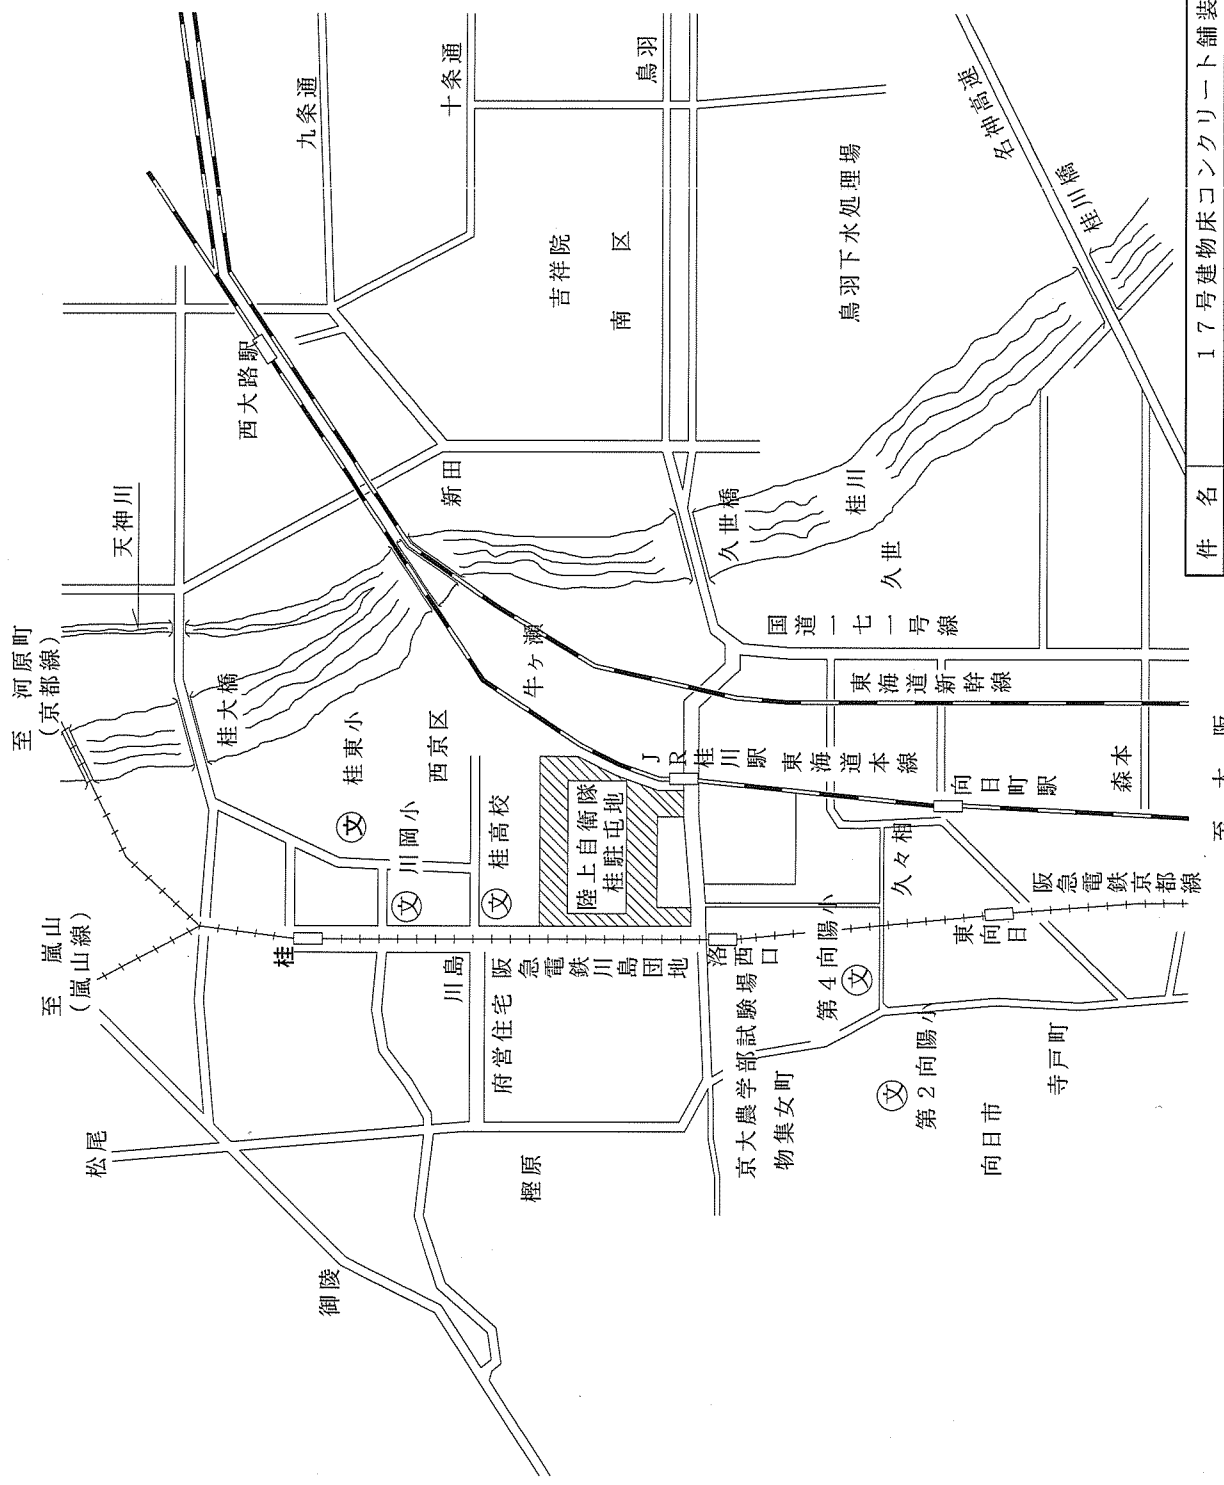 至 河原町
(京都線)
至 嵐山
(嵐山線)
天神川
九条通
十条通
鳥羽
名神高速
桂川橋
西大路駅
吉祥院
南 区
鳥羽下水処理場
新田
桂大橋
久世橋
桂川
久世
桂東小
西京区
牛ヶ瀬
国道一七一号線
東海道新幹線
文
川岡小
文
桂高校
陸上自衛隊
桂駐屯地
JR桂川駅
東海道本線
向日町駅
森本
久々相
松尾
桂
川島
阪急電鉄川島団地
洛西口
東向日
阪急電鉄京都線
府営住宅
京大農学部試験場
物集女町
第4向陽小
文
文
第2向陽小
寺戸町
向日市
御陵
樫原
至 大 阪
件 名
17号建物床コンクリート舗装